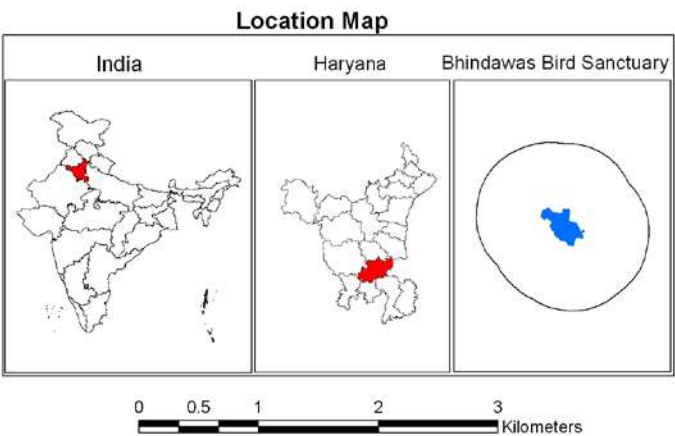 Location Map
India
Haryana
Bhindawas Bird Sanctuary
0 0.5 1 2 3
Kilometers